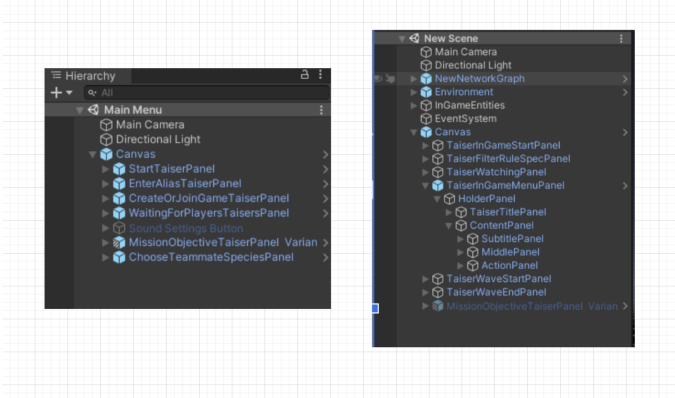 Hierarchy
All
Main Menu
Main Camera
Directional Light
Canvas
StartTaiserPanel
EnterAliasTaiserPanel
CreateOrJoinGameTaiserPanel
WaitingForPlayersTaisersPanel
Sound Settings Button
MissionObjectiveTaiserPanel Varian
ChooseTeammateSpeciesPanel
New Scene
Main Camera
Directional Light
NewNetworkGraph
Environment
InGameEntities
EventSystem
Canvas
TaiserInGameStartPanel
TaiserFilterRuleSpecPanel
TaiserWatchingPanel
TaiserInGameMenuPanel
HolderPanel
TaiserTitlePanel
ContentPanel
SubtitlePanel
MiddlePanel
ActionPanel
TaiserWaveStartPanel
TaiserWaveEndPanel
MissionObjectiveTaiserPanel Varian